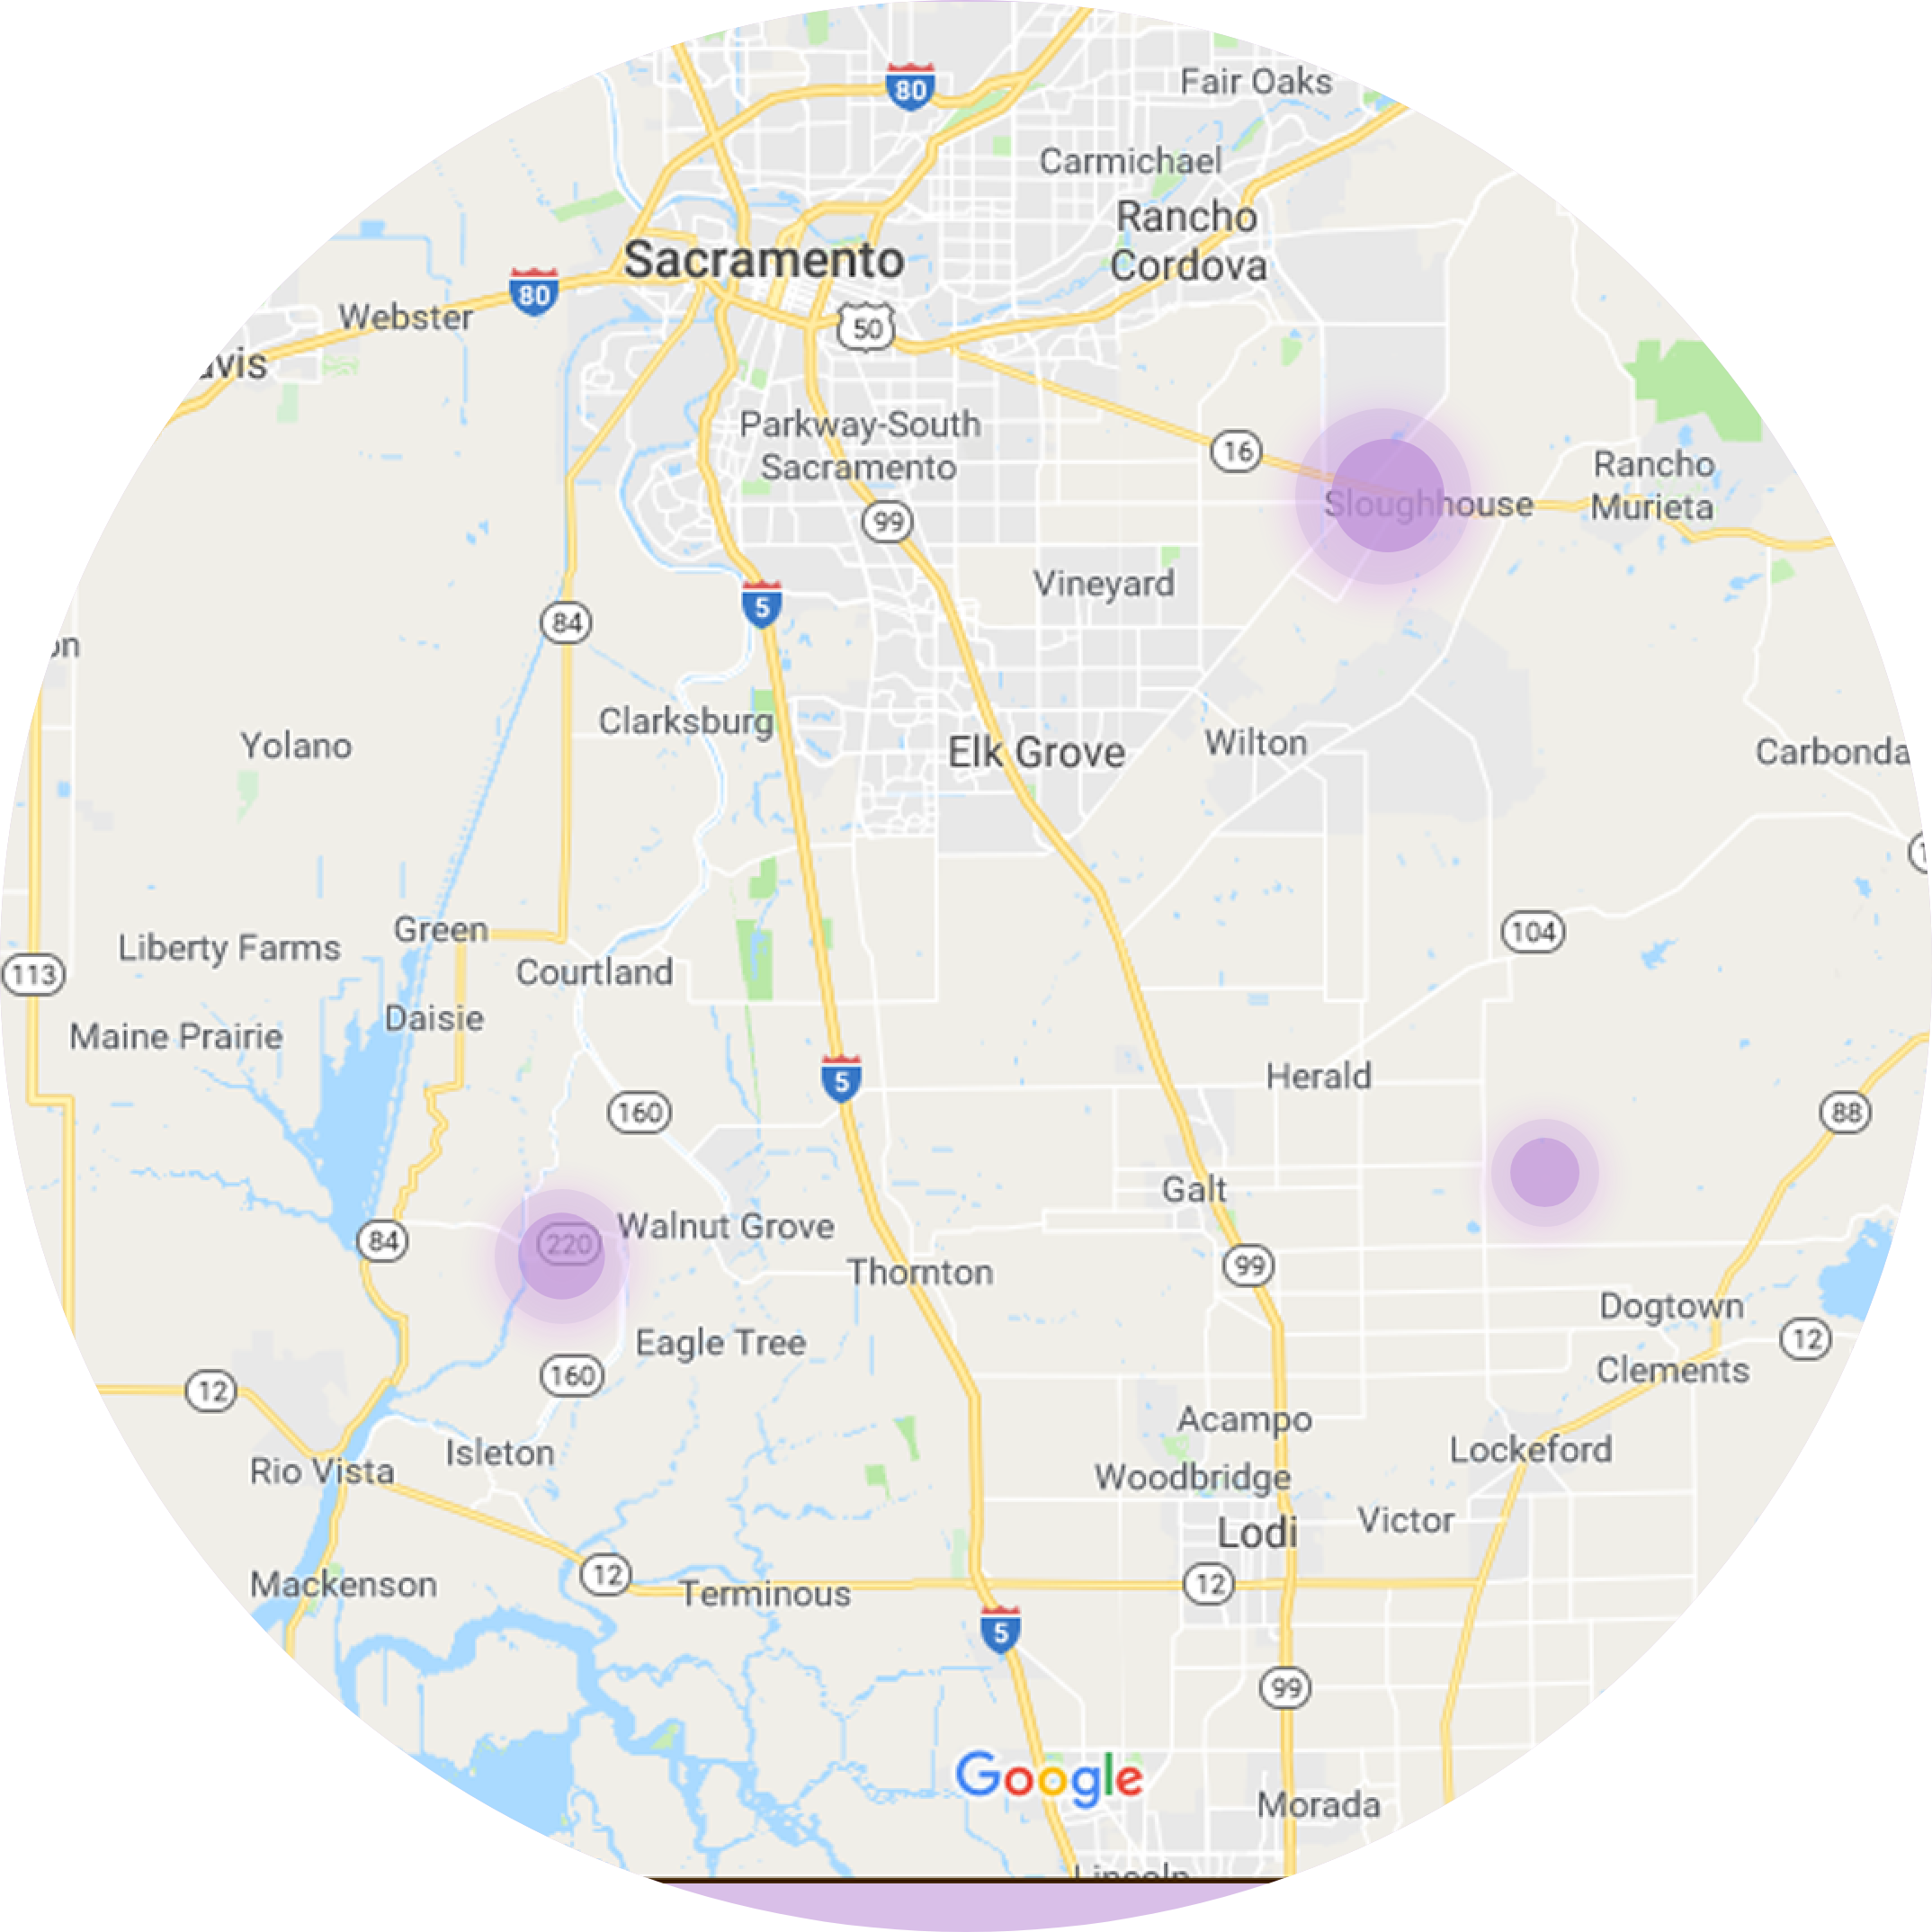 80
Fair Oaks
Carmichael
Rancho
Cordova
Sacramento
80
Webster
50
avis
Parkway-South
Sacramento
16
Rancho
Murieta
Sloughhouse
99
Vineyard
5
84
on
Clarksburg
Yolano
Elk Grove
Wilton
Carbonda
Green
Liberty Farms
104
113
Courtland
Daisie
Maine Prairie
5
Herald
160
88
Galt
84
220
Walnut Grove
Thornton
99
Dogtown
12
Eagle Tree
160
Clements
12
Acampo
Isleton
Lockeford
Rio Vista
Woodbridge
Victor
Lodi
12
Mackenson
Terminous
12
5
99
Google
Morada
Lincoln